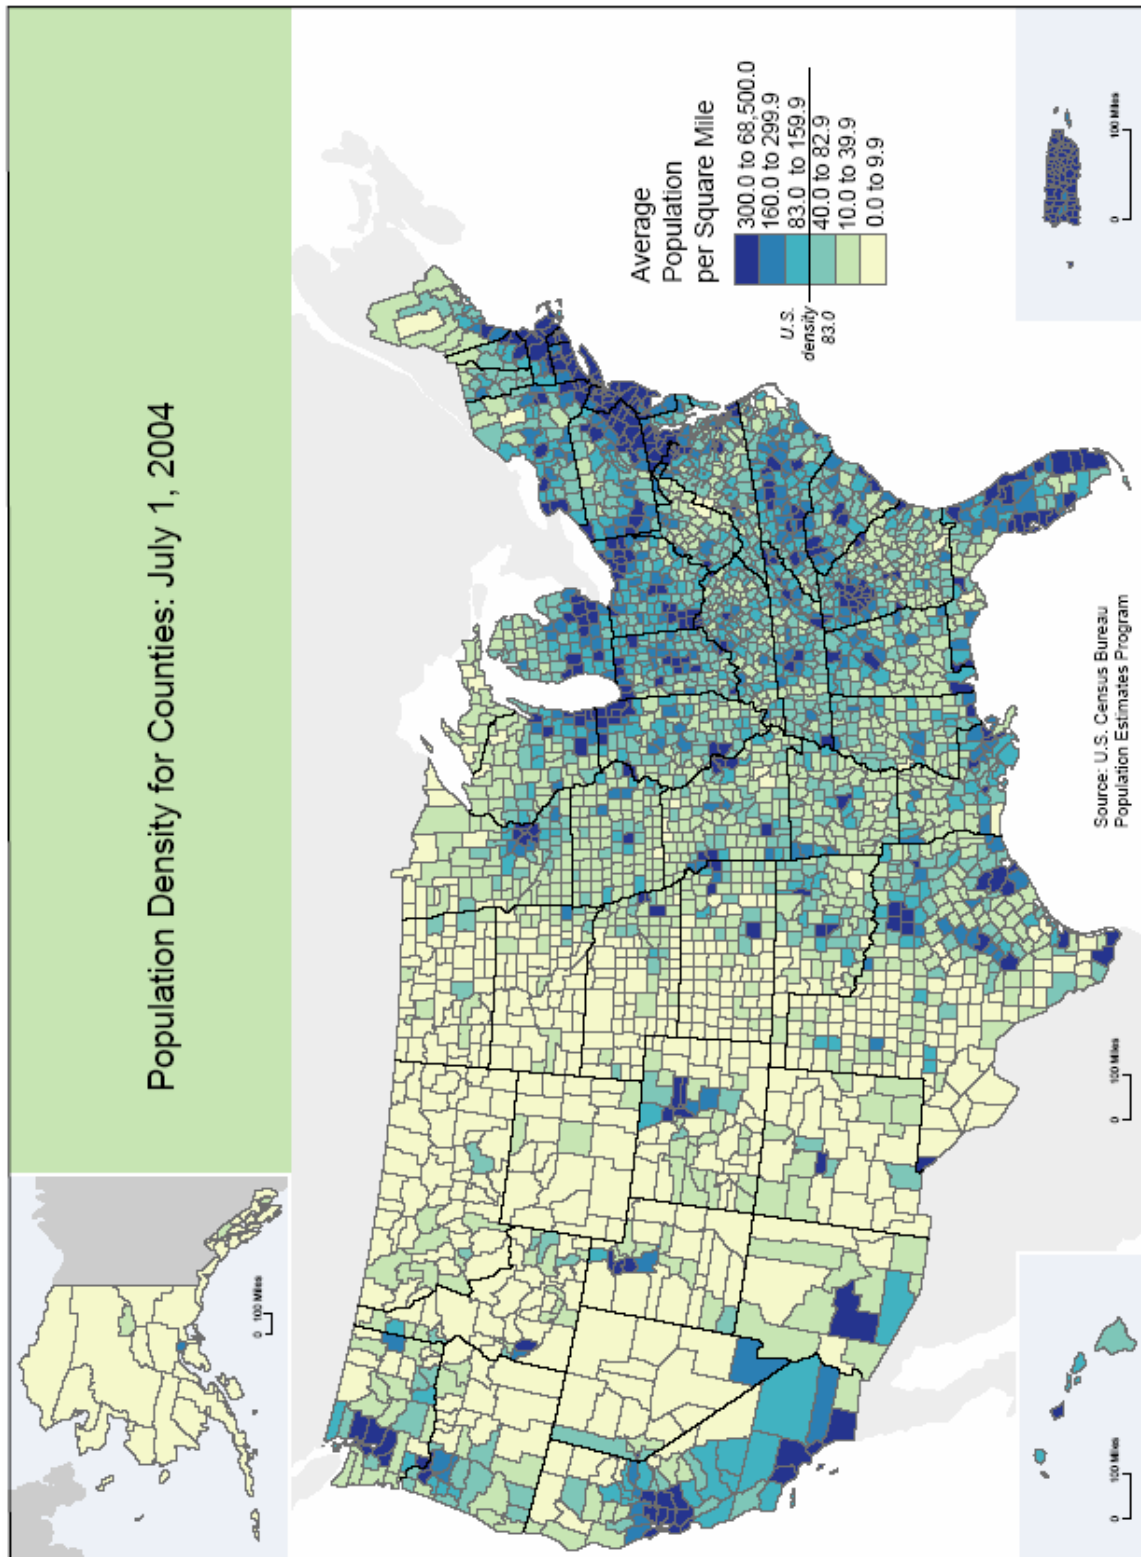 Population Density for Counties: July 1, 2004
0 100 Miles
Average
Population
per Square Mile
300.0 to 68,500.0
160.0 to 299.9
83.0 to 159.9
40.0 to 82.9
10.0 to 39.9
0.0 to 9.9
U.S.
density
83.0
Source: U.S. Census Bureau
Population Estimates Program
0 100 Miles
0 100 Miles
0 100 Miles